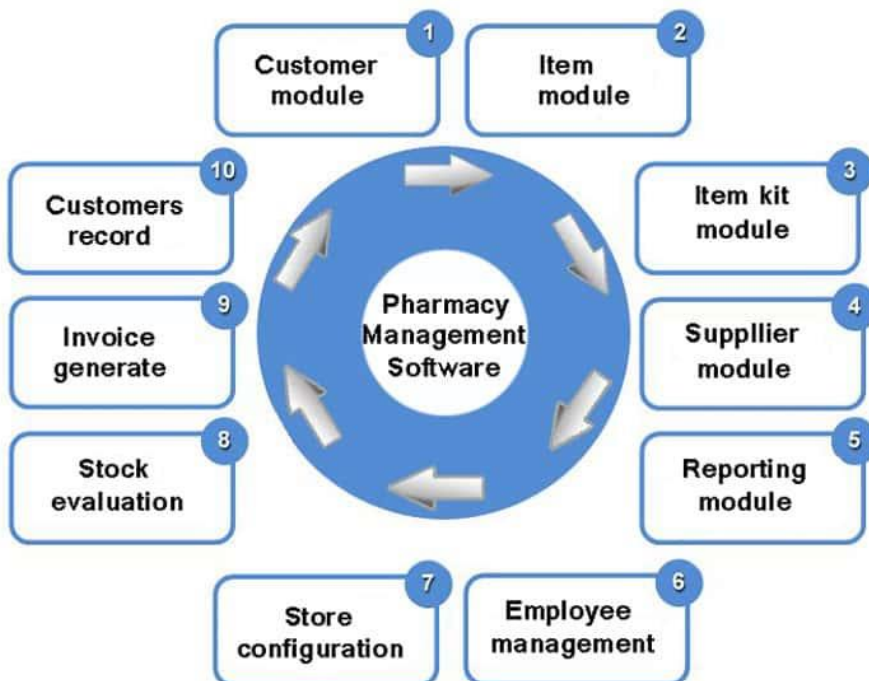 1
Customer
module
2
Item
module
3
Item kit
module
4
Suppllier
module
5
Reporting
module
6
Employee
management
7
Store
configuration
8
Stock
evaluation
9
Invoice
generate
10
Customers
record
Pharmacy
Management
Software